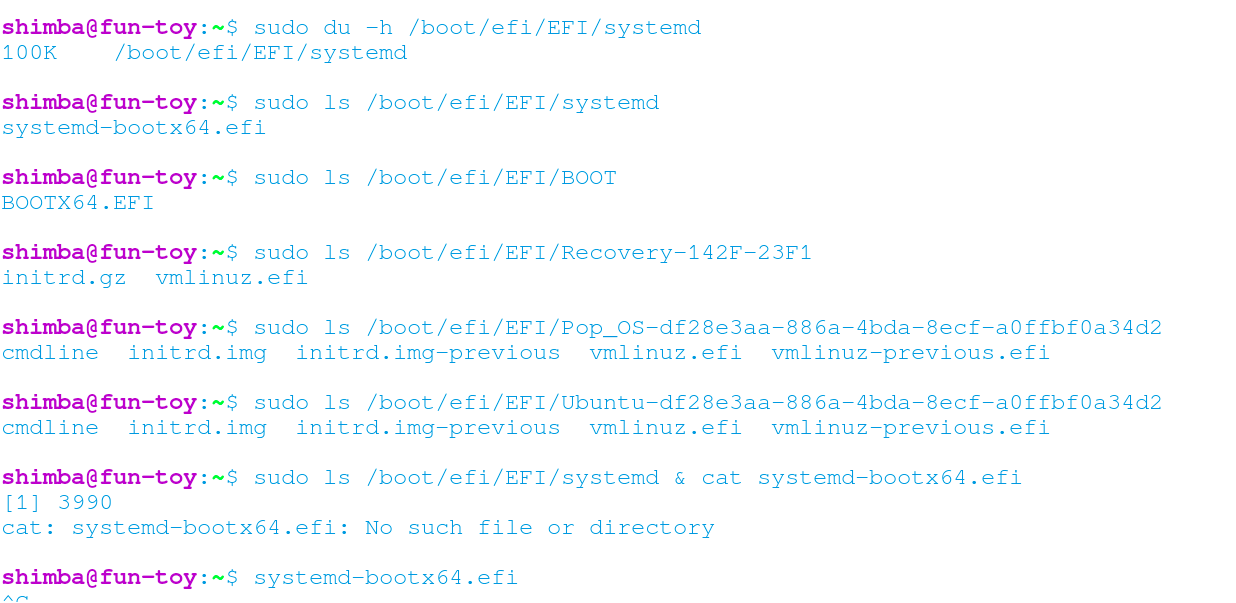 shimba@fun-toy:~$ sudo du -h /boot/efi/EFI/systemd
100K    /boot/efi/EFI/systemd
shimba@fun-toy:~$ sudo ls /boot/efi/EFI/systemd
systemd-bootx64.efi
shimba@fun-toy:~$ sudo ls /boot/efi/EFI/BOOT
BOOTX64.EFI
shimba@fun-toy:~$ sudo ls /boot/efi/EFI/Recovery-142F-23F1
initrd.gz  vmlinuz.efi
shimba@fun-toy:~$ sudo ls /boot/efi/EFI/Pop_OS-df28e3aa-886a-4bda-8ecf-a0ffbf0a34d2
cmdline  initrd.img  initrd.img-previous  vmlinuz.efi  vmlinuz-previous.efi
shimba@fun-toy:~$ sudo ls /boot/efi/EFI/Ubuntu-df28e3aa-886a-4bda-8ecf-a0ffbf0a34d2
cmdline  initrd.img  initrd.img-previous  vmlinuz.efi  vmlinuz-previous.efi
shimba@fun-toy:~$ sudo ls /boot/efi/EFI/systemd & cat systemd-bootx64.efi
[1] 3990
cat: systemd-bootx64.efi: No such file or directory
shimba@fun-toy:~$ systemd-bootx64.efi